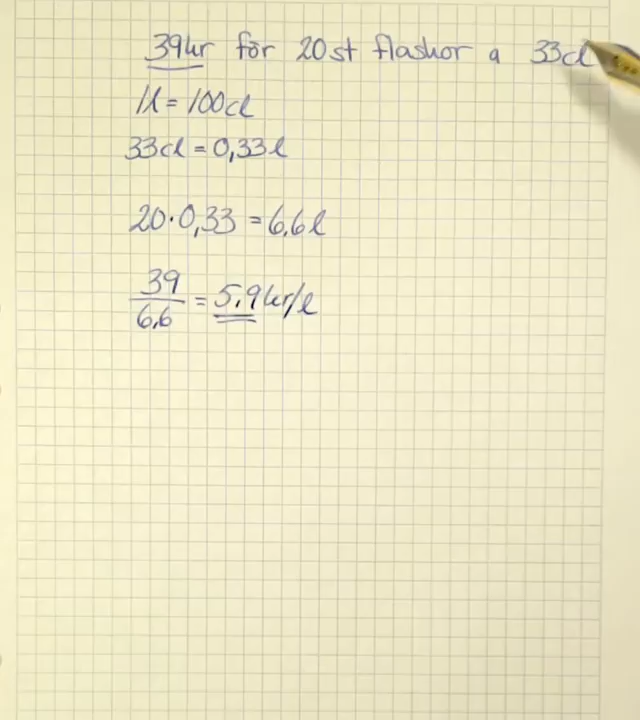 39kr för 20st flaskor a 33cl
1l = 100cl
33cl = 0,33l
20·0,33 = 6,6l
39
6,6 = 5,9kr/l